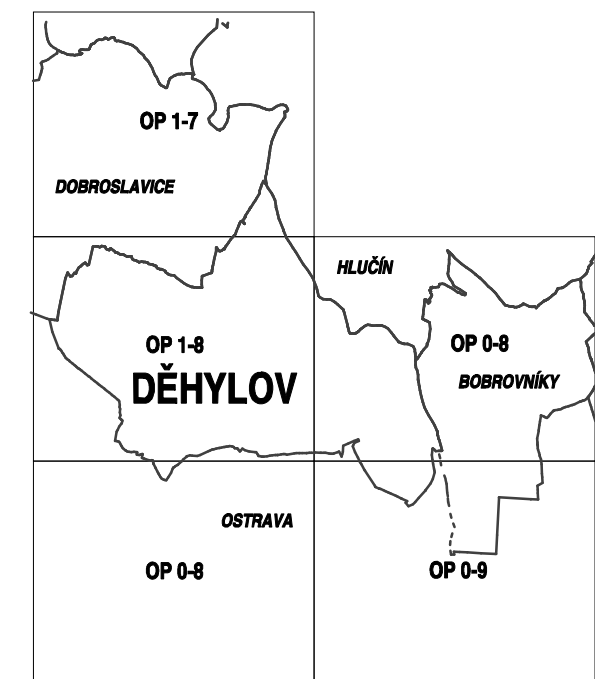 OP 1-7
DOBROSLAVICE
HLUČÍN
OP 1-8
OP 0-8
DĚHYLOV
BOBROVNÍKY
OSTRAVA
OP 0-8
OP 0-9